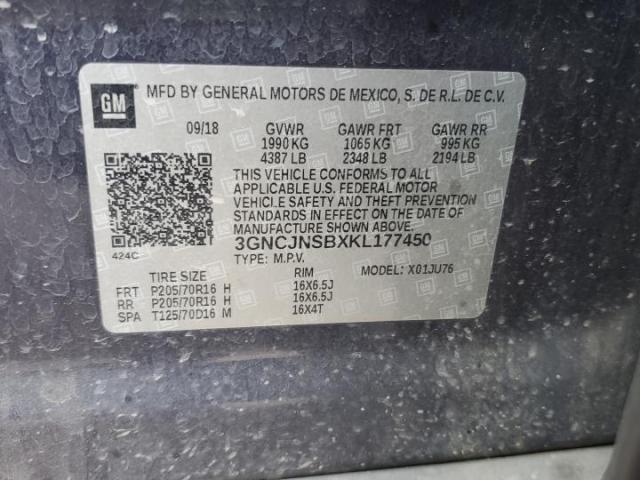 GM MFD BY GENERAL MOTORS DE MEXICO, S. DE R.L. DE C.V.
09/18 GVWR GAWR FRT GAWR RR
1990 KG 1065 KG 995 KG
4387 LB 2348 LB 2194 LB
THIS VEHICLE CONFORMS TO ALL
APPLICABLE U.S. FEDERAL MOTOR
VEHICLE SAFETY AND THEFT PREVENTION
STANDARDS IN EFFECT ON THE DATE OF
MANUFACTURE SHOWN ABOVE.
424C 3GNCJNSBXKL177450
TYPE: M.P.V. MODEL: X01JU76
TIRE SIZE RIM
FRT P205/70R16 H 16X6.5J
RR P205/70R16 H 16X6.5J
SPA T125/70D16 M 16X4T